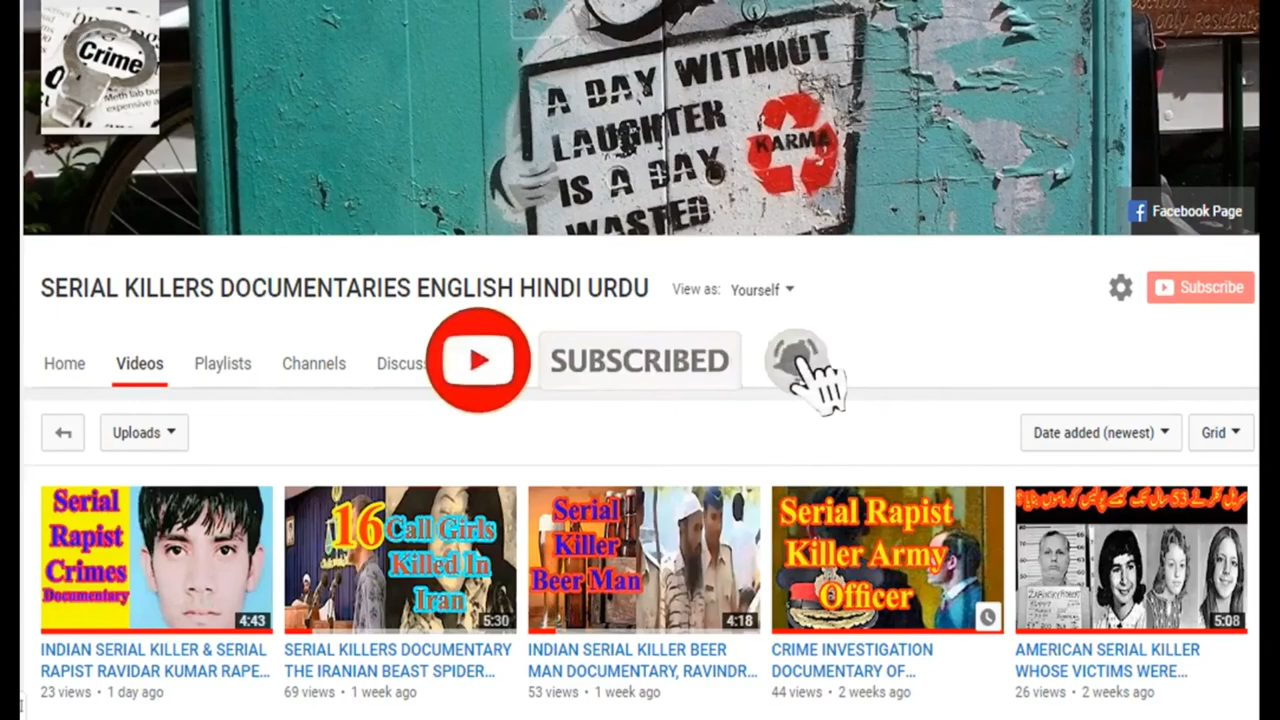 Crime
Meth lab bus
expensive a
A DAY WITHOUT
LAUGHTER
IS A DAY
WASTED
KARMA
only Residents
Facebook Page
SERIAL KILLERS DOCUMENTARIES ENGLISH HINDI URDU
View as: Yourself
Subscribe
Home Videos Playlists Channels Discus
SUBSCRIBED
Uploads
Date added (newest) Grid
Serial
Rapist
Crimes
Documentary
4:43
16 Call Girls
Killed In
Iran
5:30
Serial
Killer
Beer Man
4:18
Serial Rapist
Killer Army
Officer
5:08
INDIAN SERIAL KILLER & SERIAL
RAPIST RAVIDAR KUMAR RAPE...
23 views • 1 day ago
SERIAL KILLERS DOCUMENTARY
THE IRANIAN BEAST SPIDER...
69 views • 1 week ago
INDIAN SERIAL KILLER BEER
MAN DOCUMENTARY, RAVINDR...
53 views • 1 week ago
CRIME INVESTIGATION
DOCUMENTARY OF...
44 views • 2 weeks ago
AMERICAN SERIAL KILLER
WHOSE VICTIMS WERE...
26 views • 2 weeks ago